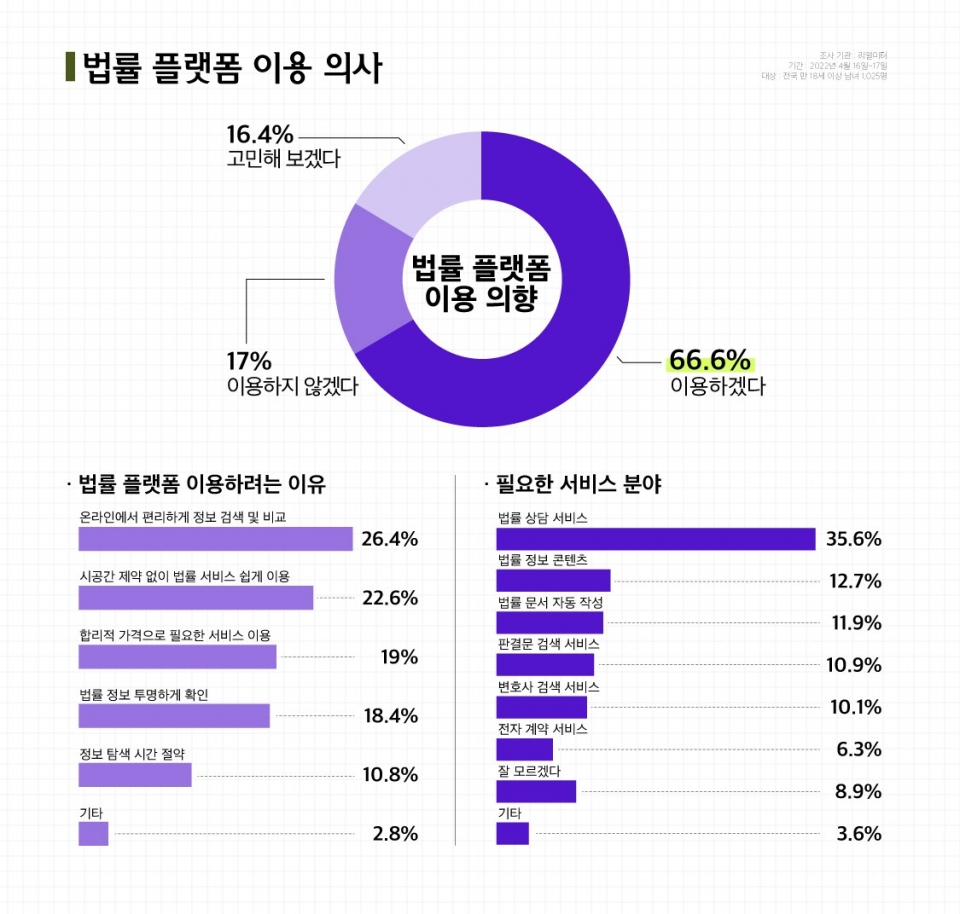 법률 플랫폼 이용 의사
조사 기관 : 리얼미터
기간 : 2022년 4월 16일~17일
대상 : 전국 만 18세 이상 남녀 1,025명
16.4%
고민해 보겠다
법률 플랫폼
이용 의향
17%
이용하지 않겠다
66.6%
이용하겠다
· 법률 플랫폼 이용하려는 이유
온라인에서 편리하게 정보 검색 및 비교
26.4%
시공간 제약 없이 법률 서비스 쉽게 이용
22.6%
합리적 가격으로 필요한 서비스 이용
19%
법률 정보 투명하게 확인
18.4%
정보 탐색 시간 절약
10.8%
기타
2.8%
· 필요한 서비스 분야
법률 상담 서비스
35.6%
법률 정보 콘텐츠
12.7%
법률 문서 자동 작성
11.9%
판결문 검색 서비스
10.9%
변호사 검색 서비스
10.1%
전자 계약 서비스
6.3%
잘 모르겠다
8.9%
기타
3.6%